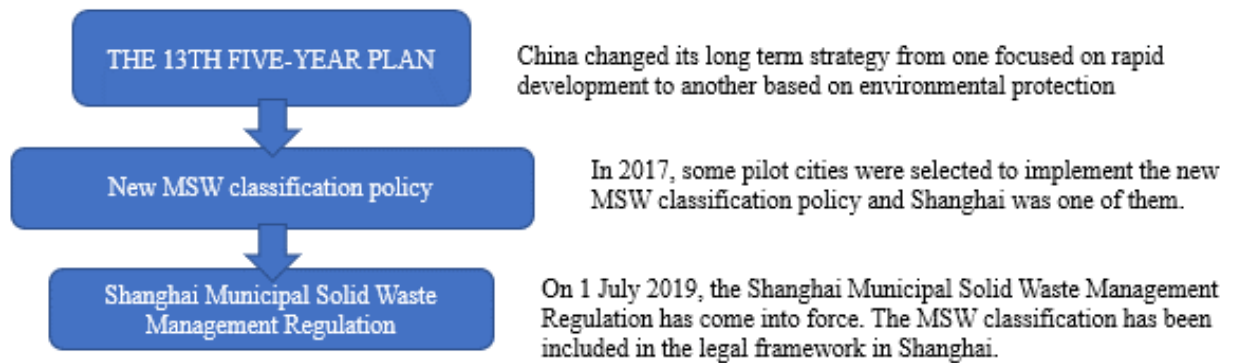 THE 13TH FIVE-YEAR PLAN
China changed its long term strategy from one focused on rapid
development to another based on environmental protection
New MSW classification policy
In 2017, some pilot cities were selected to implement the new
MSW classification policy and Shanghai was one of them.
Shanghai Municipal Solid Waste
Management Regulation
On 1 July 2019, the Shanghai Municipal Solid Waste Management
Regulation has come into force. The MSW classification has been
included in the legal framework in Shanghai.